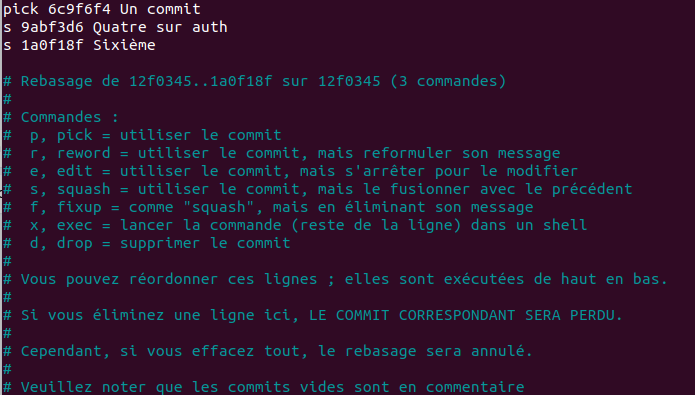 pick 6c9f6f4 Un commit
s 9abf3d6 Quatre sur auth
s 1a0f18f Sixième
# Rebasage de 12f0345..1a0f18f sur 12f0345 (3 commandes)
#
# Commandes :
#  p, pick = utiliser le commit
#  r, reword = utiliser le commit, mais reformuler son message
#  e, edit = utiliser le commit, mais s'arrêter pour le modifier
#  s, squash = utiliser le commit, mais le fusionner avec le précédent
#  f, fixup = comme "squash", mais en éliminant son message
#  x, exec = lancer la commande (reste de la ligne) dans un shell
#  d, drop = supprimer le commit
#
# Vous pouvez réordonner ces lignes ; elles sont exécutées de haut en bas.
#
# Si vous éliminez une ligne ici, LE COMMIT CORRESPONDANT SERA PERDU.
#
# Cependant, si vous effacez tout, le rebasage sera annulé.
#
# Veuillez noter que les commits vides sont en commentaire